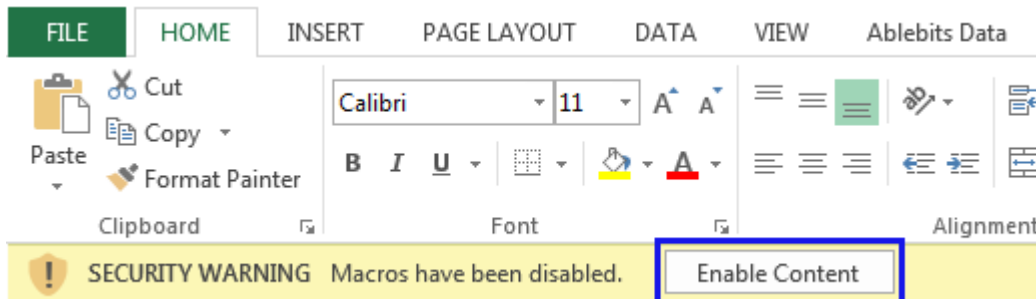 FILE HOME INSERT PAGE LAYOUT DATA VIEW Ablebits Data
Cut
Calibri 11 A A ab
Copy
Paste
B I U A
Format Painter
Clipboard Font Alignment
! SECURITY WARNING Macros have been disabled. Enable Content